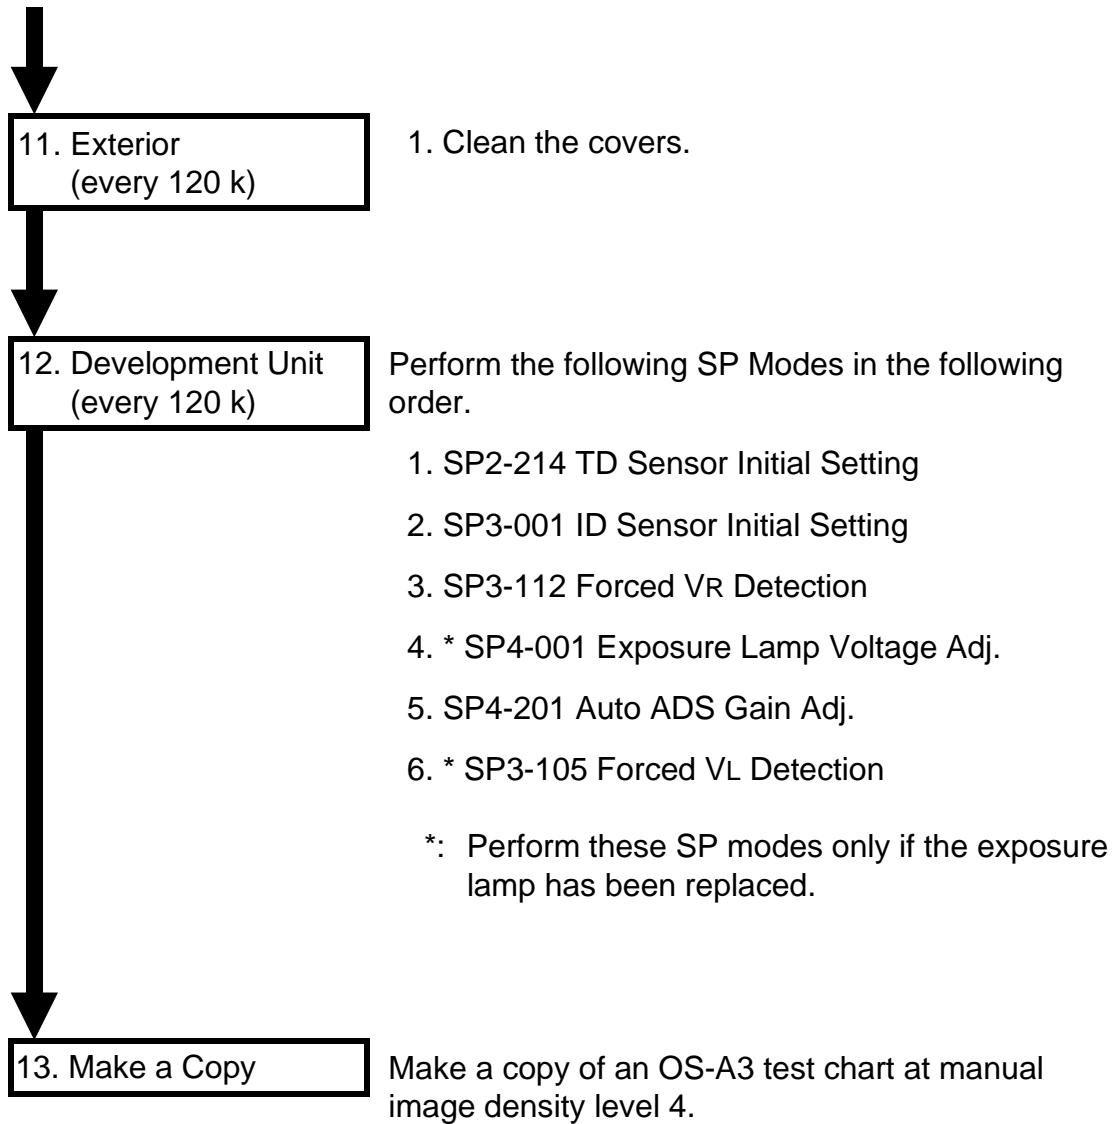 11. Exterior
(every 120 k)
1. Clean the covers.
12. Development Unit
(every 120 k)
Perform the following SP Modes in the following
order.
1. SP2-214 TD Sensor Initial Setting
2. SP3-001 ID Sensor Initial Setting
3. SP3-112 Forced VR Detection
4. * SP4-001 Exposure Lamp Voltage Adj.
5. SP4-201 Auto ADS Gain Adj.
6. * SP3-105 Forced VL Detection
*: Perform these SP modes only if the exposure
lamp has been replaced.
13. Make a Copy
Make a copy of an OS-A3 test chart at manual
image density level 4.